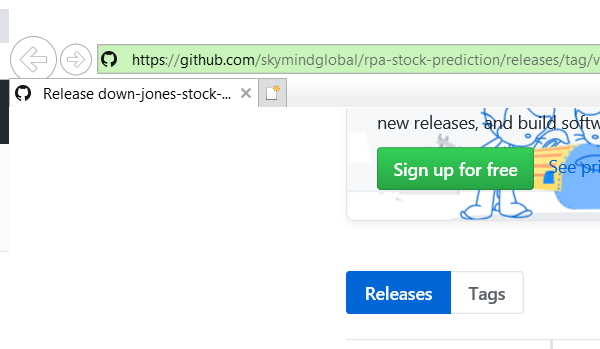 https://github.com/skymindglobal/rpa-stock-prediction/releases/tag/v
Release down-jones-stock-...
new releases, and build softw
Sign up for free
See pri
Releases
Tags